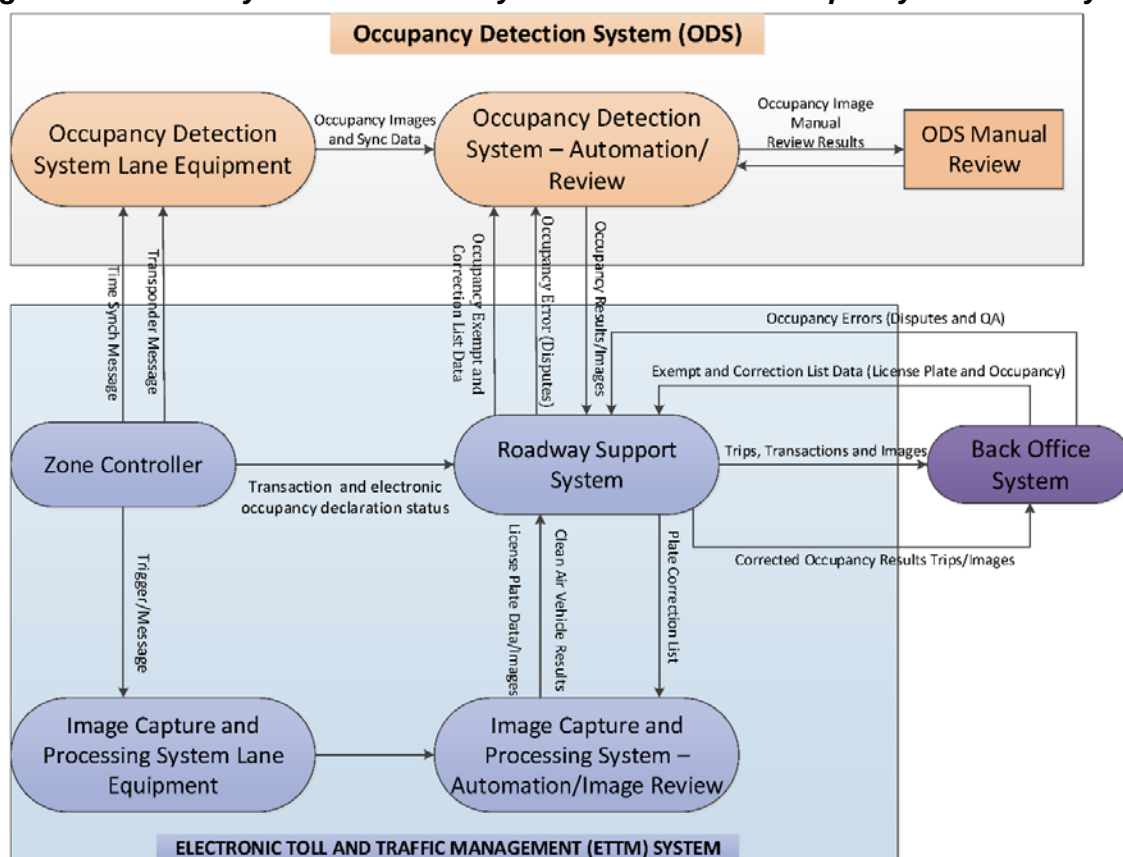 Occupancy Detection System (ODS)
Occupancy Detection
System Lane Equipment
Occupancy Images
and Sync Data
Occupancy Detection
System – Automation/
Review
Occupancy Image
Manual
Review Results
ODS Manual
Review
Time Synch Message
Transponder Message
Occupancy Exempt and
Correction List Data
Occupancy Error (Disputes)
Occupancy Results/Images
Occupancy Errors (Disputes and QA)
Exempt and Correction List Data (License Plate and Occupancy)
Zone Controller
Transaction and electronic
occupancy declaration status
Roadway Support
System
Trips, Transactions and Images
Back Office
System
Corrected Occupancy Results Trips/Images
Trigger/Message
License Plate Data/Images
Clean Air Vehicle Results
Plate Correction List
Image Capture and
Processing System Lane
Equipment
Image Capture and
Processing System –
Automation/Image Review
ELECTRONIC TOLL AND TRAFFIC MANAGEMENT (ETTM) SYSTEM